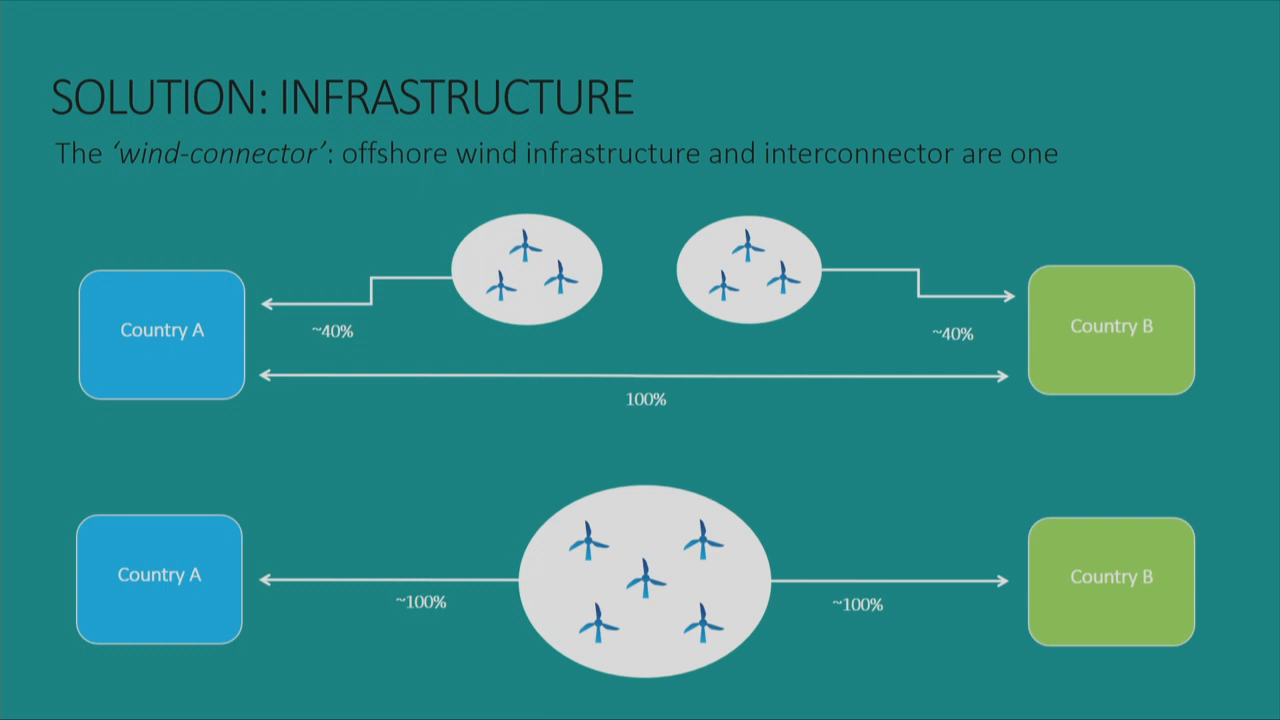 SOLUTION: INFRASTRUCTURE
The ‘wind-connector’: offshore wind infrastructure and interconnector are one
Country A
~40%
~40%
Country B
100%
Country A
~100%
~100%
Country B